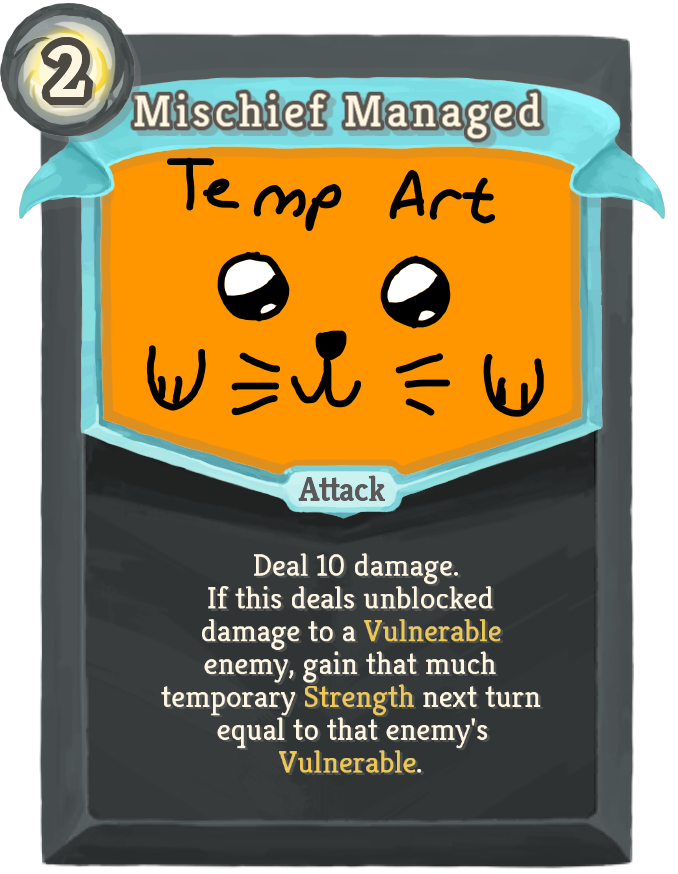 2
Mischief Managed
Temp Art
Attack
Deal 10 damage.
If this deals unblocked
damage to a Vulnerable
enemy, gain that much
temporary Strength next turn
equal to that enemy's
Vulnerable.